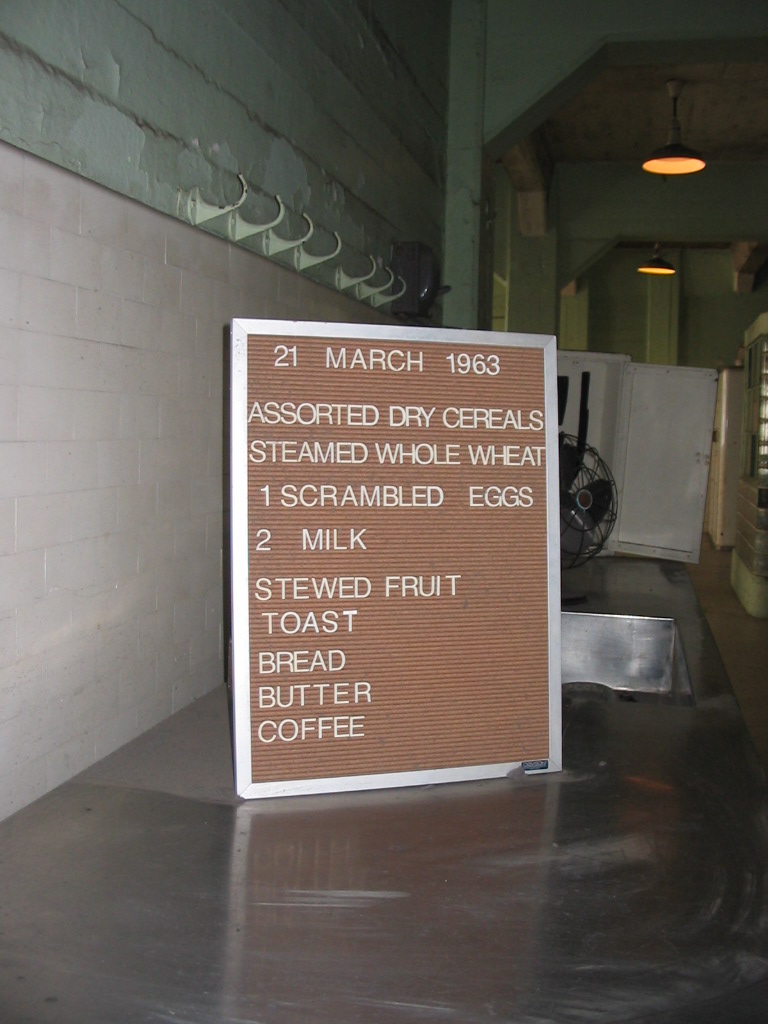 21 MARCH 1963
ASSORTED DRY CEREALS
STEAMED WHOLE WHEAT
1 SCRAMBLED EGGS
2 MILK
STEWED FRUIT
TOAST
BREAD
BUTTER
COFFEE